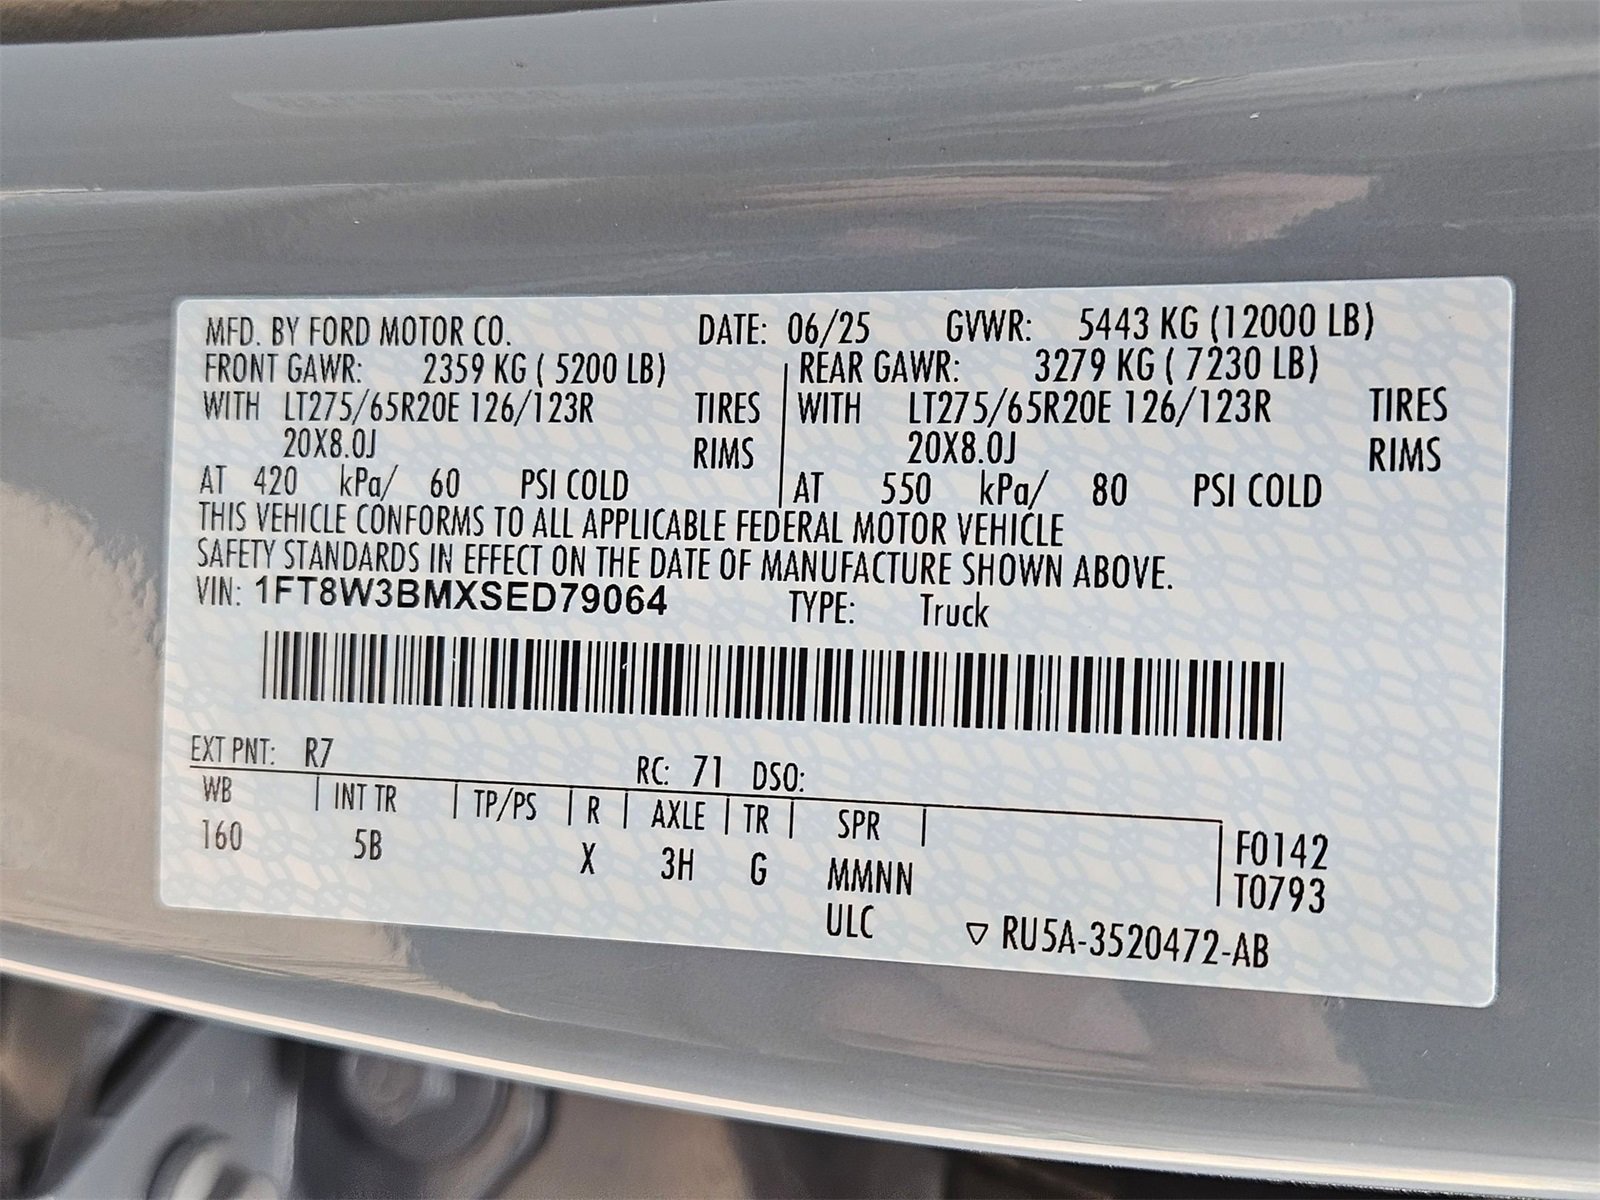 MFD. BY FORD MOTOR CO. DATE: 06/25 GVWR: 5443 KG (12000 LB)
FRONT GAWR: 2359 KG ( 5200 LB) REAR GAWR: 3279 KG ( 7230 LB)
WITH LT275/65R20E 126/123R TIRES WITH LT275/65R20E 126/123R TIRES
20X8.0J RIMS 20X8.0J RIMS
AT 420 kPa/ 60 PSI COLD AT 550 kPa/ 80 PSI COLD
THIS VEHICLE CONFORMS TO ALL APPLICABLE FEDERAL MOTOR VEHICLE
SAFETY STANDARDS IN EFFECT ON THE DATE OF MANUFACTURE SHOWN ABOVE.
VIN: 1FT8W3BMXSED79064 TYPE: Truck
EXT PNT: R7 RC: 71 DSO:
WB INT TR TP/PS R AXLE TR SPR F0142
160 5B X 3H G MMNN T0793
ULC ▽ RU5A-3520472-AB